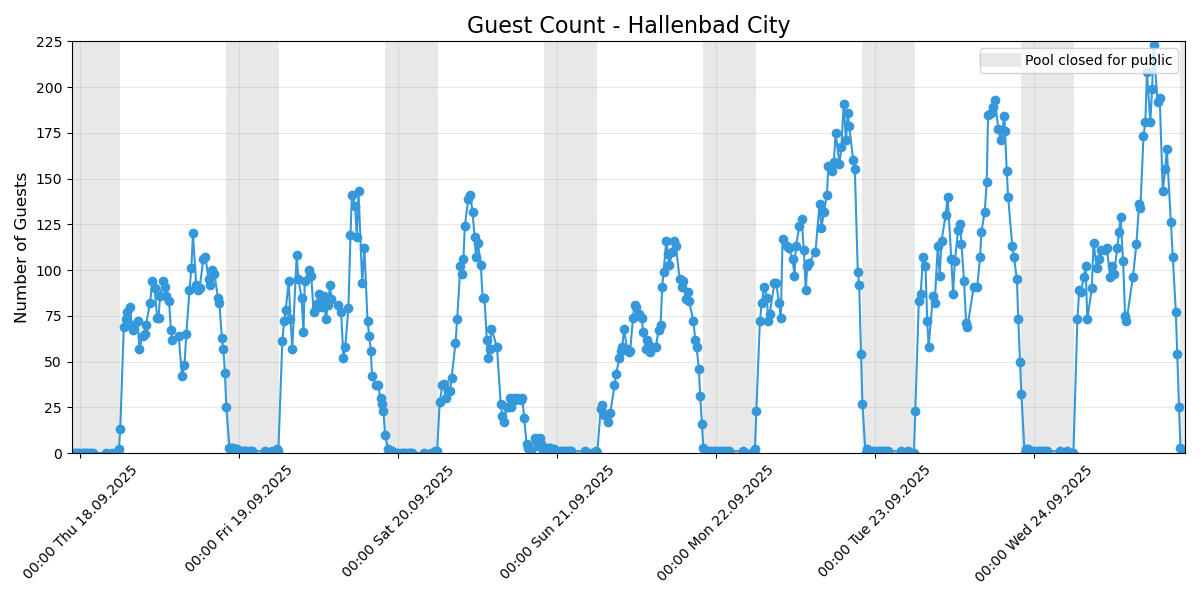 Guest Count - Hallenbad City
Number of Guests
225
200
175
150
125
100
75
50
25
0
Pool closed for public
00:00 Thu 18.09.2025
00:00 Fri 19.09.2025
00:00 Sat 20.09.2025
00:00 Sun 21.09.2025
00:00 Mon 22.09.2025
00:00 Tue 23.09.2025
00:00 Wed 24.09.2025